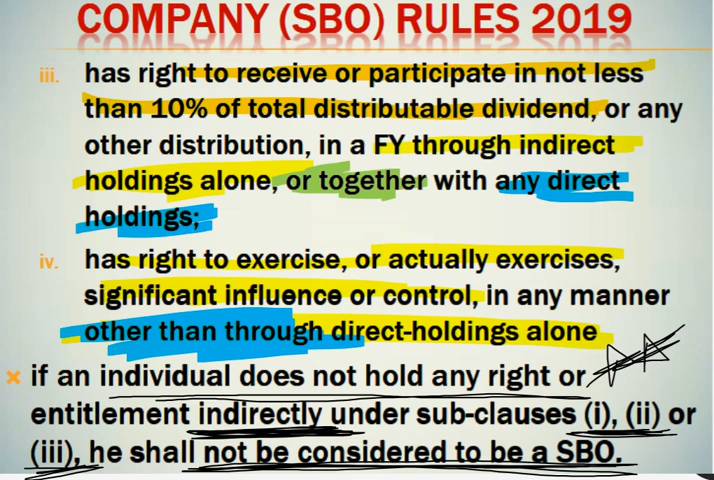 COMPANY (SBO) RULES 2019
iii. has right to receive or participate in not less
than 10% of total distributable dividend, or any
other distribution, in a FY through indirect
holdings alone, or together with any direct
holdings;
iv. has right to exercise, or actually exercises,
significant influence or control, in any manner
other than through direct-holdings alone
if an individual does not hold any right or
entitlement indirectly under sub-clauses (i), (ii) or
(iii), he shall not be considered to be a SBO.